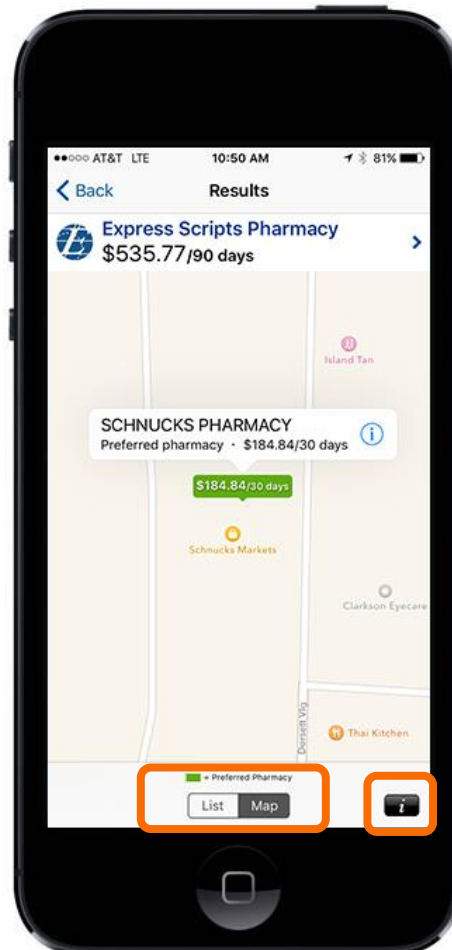 AT&T LTE 10:50 AM 81%
Back Results
Express Scripts Pharmacy
$535.77/90 days
Island Tan
SCHNUCKS PHARMACY
Preferred pharmacy · $184.84/30 days
$184.84/30 days
Schnucks Markets
Clarkson Eyecare
Dorsett Vlg
Thai Kitchen
= Preferred Pharmacy
List Map
i